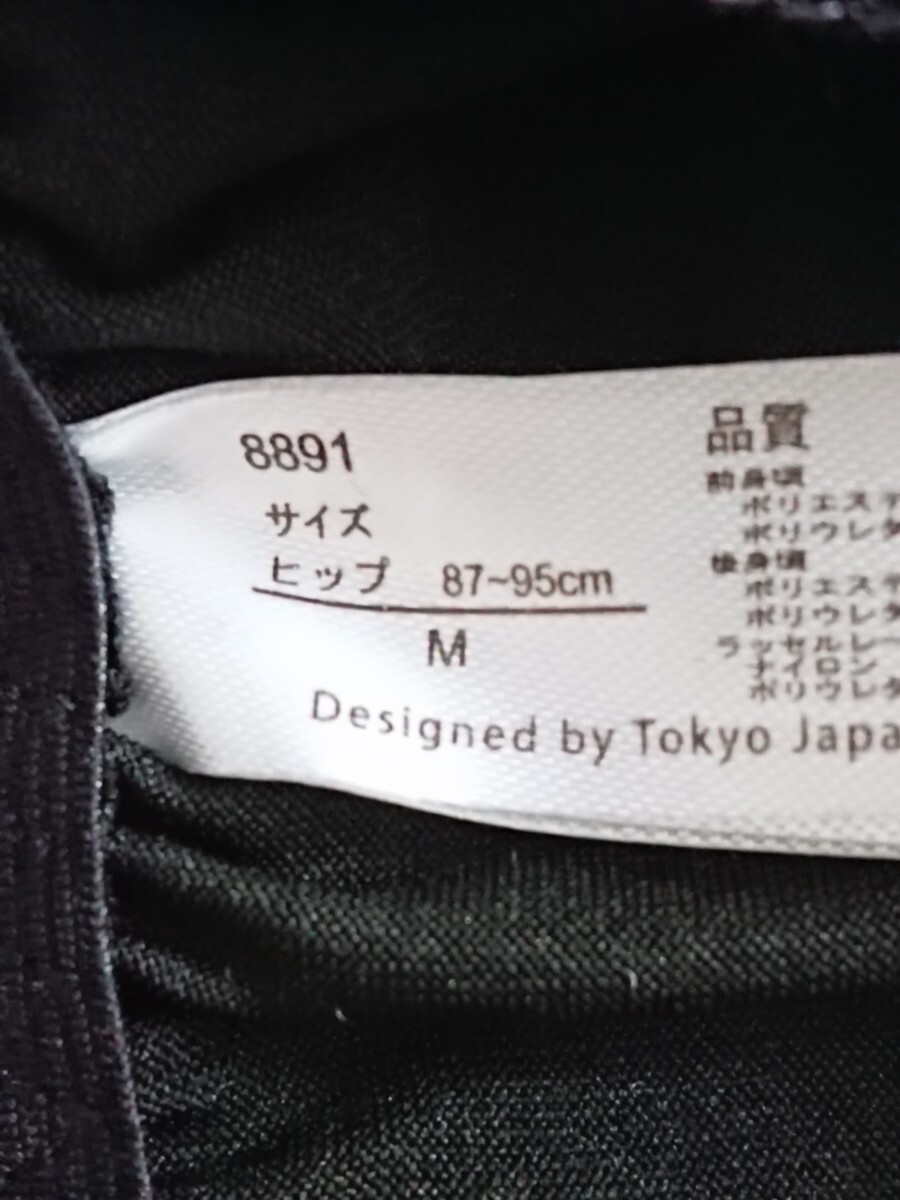 8891
サイズ
ヒップ 87~95cm
M
Designed by Tokyo Japa
品質
前身頃
ポリエステ
ポリウレタ
後身頃
ポリエステ
ポリウレタ
ラッセルレー
ナイロン
ポリウレタ